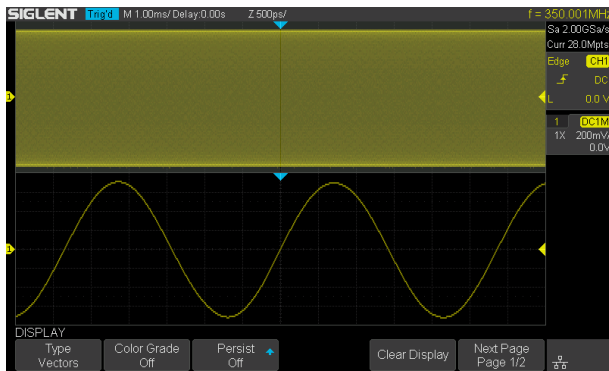 SIGLENT Trig'd M 1.00ms/ Delay:0.00s Z 500ps/ f = 350.001MHz
Sa 2.00GSa/s
Curr 28.0Mpts
Edge CH1
DC
L 0.0 V
1 DC1M
1X 200mV/
0.0V
1
1
DISPLAY
Type
Vectors
Color Grade
Off
Persist
Off
Clear Display
Next Page
Page 1/2